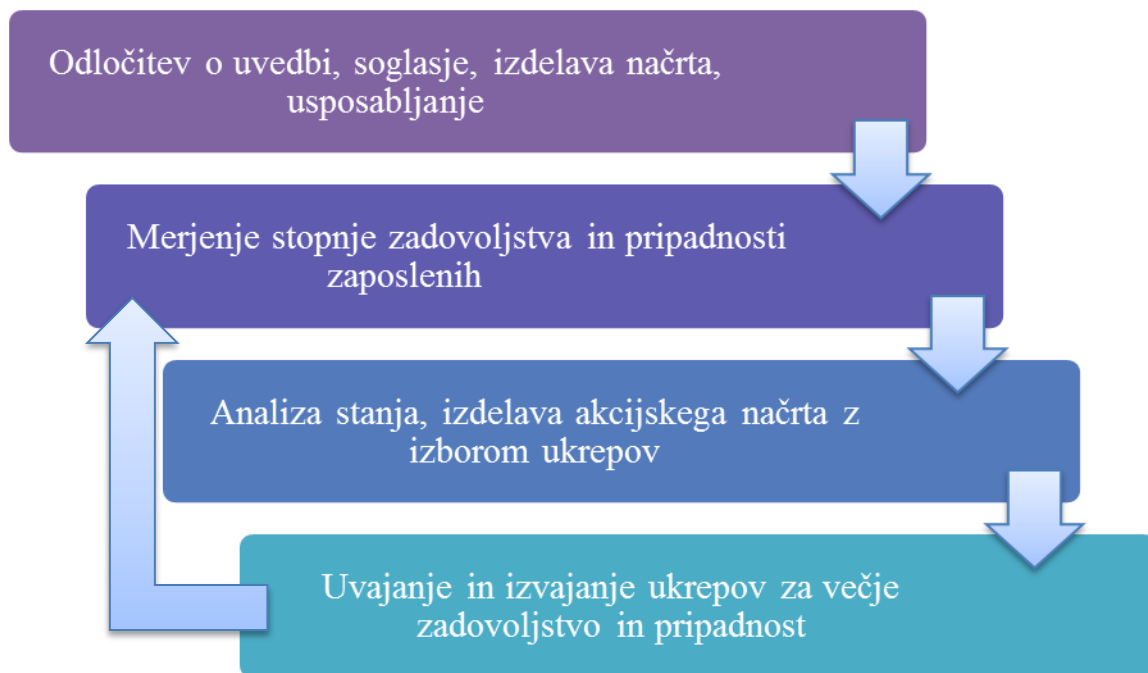 Odločitev o uvedbi, soglasje, izdelava načrta,
usposabljanje
Merjenje stopnje zadovoljstva in pripadnosti
zaposlenih
Analiza stanja, izdelava akcijskega načrta z
izborom ukrepov
Uvajanje in izvajanje ukrepov za večje
zadovoljstvo in pripadnost